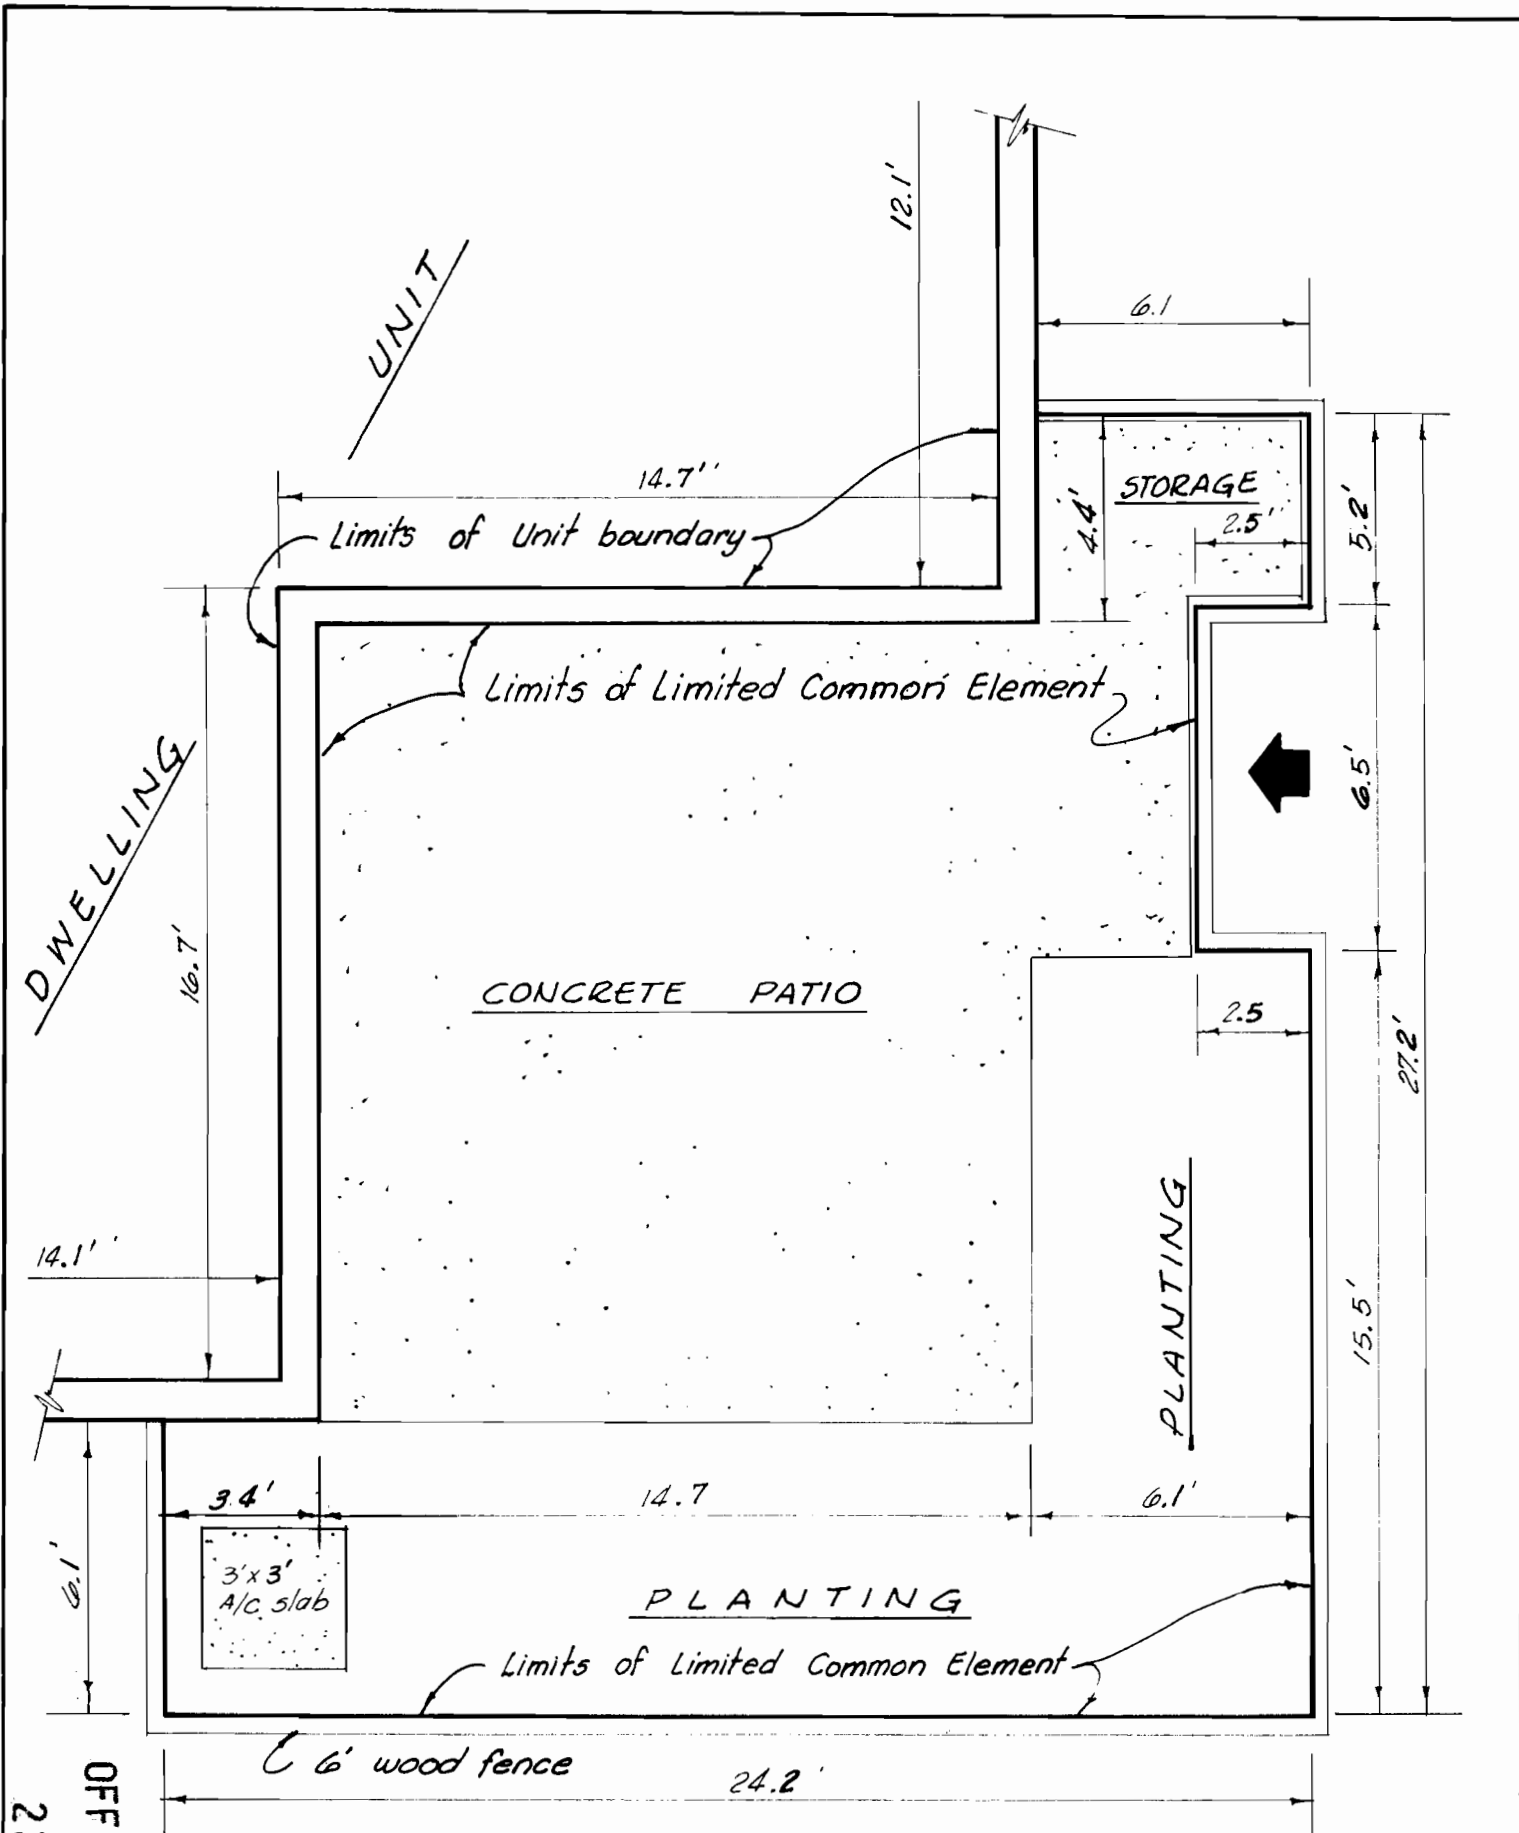 12.1'
UNIT
6.1
14.7''
STORAGE
4.4'
2.5''
5.2'
Limits of Unit boundary
Limits of Limited Common Element
DWELLING
6.5'
16.7'
CONCRETE PATIO
2.5
27.2'
PLANTING
14.1'
15.5'
3.4'
14.7
6.1'
6.1'
3'x3'
A/C slab
PLANTING
Limits of Limited Common Element
6' wood fence
24.2'
OFF